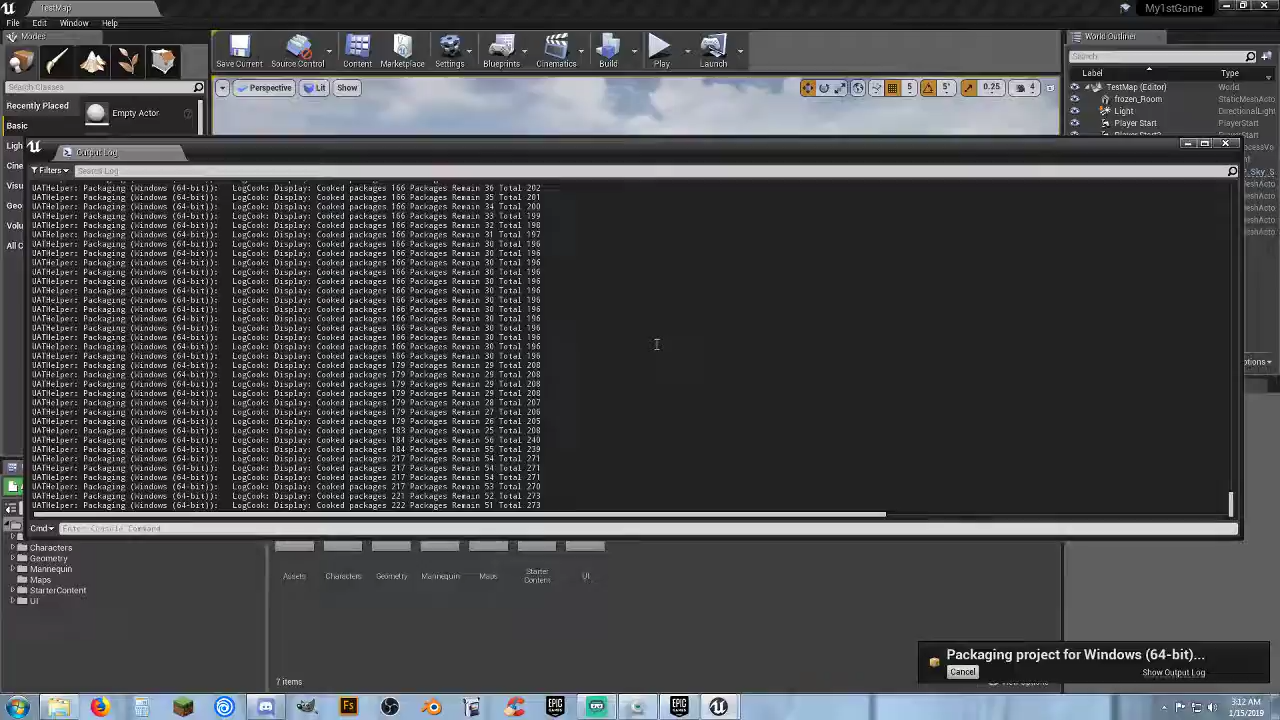 TestMap
My1stGame
File Edit Window Help
Modes
World Outliner
Save Current Source Control Content Marketplace Settings Blueprints Cinematics Build Play Launch
Search Classes
Search
Label Type
Perspective Lit Show
5 5° 0.25 4
Recently Placed
Empty Actor
Basic
TestMap (Editor) World
frozen_Room StaticMeshActo
Light DirectionalLight
Player Start PlayerStart
Player Start2 PlayerStart
Output Log
Filters Search Log
UATHelper: Packaging (Windows (64-bit)): LogCook: Display: Cooked packages 166 Packages Remain 36 Total 202
UATHelper: Packaging (Windows (64-bit)): LogCook: Display: Cooked packages 166 Packages Remain 35 Total 201
UATHelper: Packaging (Windows (64-bit)): LogCook: Display: Cooked packages 166 Packages Remain 34 Total 200
UATHelper: Packaging (Windows (64-bit)): LogCook: Display: Cooked packages 166 Packages Remain 33 Total 199
UATHelper: Packaging (Windows (64-bit)): LogCook: Display: Cooked packages 166 Packages Remain 32 Total 198
UATHelper: Packaging (Windows (64-bit)): LogCook: Display: Cooked packages 166 Packages Remain 31 Total 197
UATHelper: Packaging (Windows (64-bit)): LogCook: Display: Cooked packages 166 Packages Remain 30 Total 196
UATHelper: Packaging (Windows (64-bit)): LogCook: Display: Cooked packages 166 Packages Remain 30 Total 196
UATHelper: Packaging (Windows (64-bit)): LogCook: Display: Cooked packages 166 Packages Remain 30 Total 196
UATHelper: Packaging (Windows (64-bit)): LogCook: Display: Cooked packages 166 Packages Remain 30 Total 196
UATHelper: Packaging (Windows (64-bit)): LogCook: Display: Cooked packages 166 Packages Remain 30 Total 196
UATHelper: Packaging (Windows (64-bit)): LogCook: Display: Cooked packages 166 Packages Remain 30 Total 196
UATHelper: Packaging (Windows (64-bit)): LogCook: Display: Cooked packages 166 Packages Remain 30 Total 196
UATHelper: Packaging (Windows (64-bit)): LogCook: Display: Cooked packages 166 Packages Remain 30 Total 196
UATHelper: Packaging (Windows (64-bit)): LogCook: Display: Cooked packages 166 Packages Remain 30 Total 196
UATHelper: Packaging (Windows (64-bit)): LogCook: Display: Cooked packages 166 Packages Remain 30 Total 196
UATHelper: Packaging (Windows (64-bit)): LogCook: Display: Cooked packages 166 Packages Remain 30 Total 196
UATHelper: Packaging (Windows (64-bit)): LogCook: Display: Cooked packages 166 Packages Remain 30 Total 196
UATHelper: Packaging (Windows (64-bit)): LogCook: Display: Cooked packages 166 Packages Remain 30 Total 196
UATHelper: Packaging (Windows (64-bit)): LogCook: Display: Cooked packages 179 Packages Remain 29 Total 208
UATHelper: Packaging (Windows (64-bit)): LogCook: Display: Cooked packages 179 Packages Remain 29 Total 208
UATHelper: Packaging (Windows (64-bit)): LogCook: Display: Cooked packages 179 Packages Remain 29 Total 208
UATHelper: Packaging (Windows (64-bit)): LogCook: Display: Cooked packages 179 Packages Remain 29 Total 208
UATHelper: Packaging (Windows (64-bit)): LogCook: Display: Cooked packages 179 Packages Remain 28 Total 207
UATHelper: Packaging (Windows (64-bit)): LogCook: Display: Cooked packages 179 Packages Remain 27 Total 206
UATHelper: Packaging (Windows (64-bit)): LogCook: Display: Cooked packages 179 Packages Remain 26 Total 205
UATHelper: Packaging (Windows (64-bit)): LogCook: Display: Cooked packages 183 Packages Remain 25 Total 208
UATHelper: Packaging (Windows (64-bit)): LogCook: Display: Cooked packages 184 Packages Remain 56 Total 240
UATHelper: Packaging (Windows (64-bit)): LogCook: Display: Cooked packages 184 Packages Remain 55 Total 239
UATHelper: Packaging (Windows (64-bit)): LogCook: Display: Cooked packages 217 Packages Remain 54 Total 271
UATHelper: Packaging (Windows (64-bit)): LogCook: Display: Cooked packages 217 Packages Remain 54 Total 271
UATHelper: Packaging (Windows (64-bit)): LogCook: Display: Cooked packages 217 Packages Remain 54 Total 271
UATHelper: Packaging (Windows (64-bit)): LogCook: Display: Cooked packages 217 Packages Remain 53 Total 270
UATHelper: Packaging (Windows (64-bit)): LogCook: Display: Cooked packages 221 Packages Remain 52 Total 273
UATHelper: Packaging (Windows (64-bit)): LogCook: Display: Cooked packages 222 Packages Remain 51 Total 273
Cmd Enter Console Command
Characters
Geometry
Mannequin
Maps
StarterContent
UI
Assets Characters Geometry Mannequin Maps Starter Content UI
7 items
Packaging project for Windows (64-bit)...
Cancel Show Output Log
3:12 AM
1/15/2019